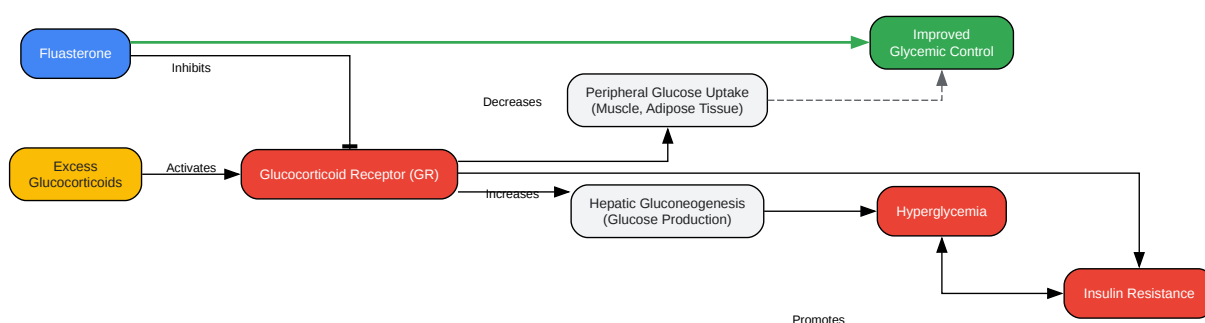 Fluasterone
Improved
Glycemic Control
Inhibits
Peripheral Glucose Uptake
(Muscle, Adipose Tissue)
Decreases
Excess
Glucocorticoids
Activates
Glucocorticoid Receptor (GR)
Increases
Hepatic Gluconeogenesis
(Glucose Production)
Hyperglycemia
Insulin Resistance
Promotes